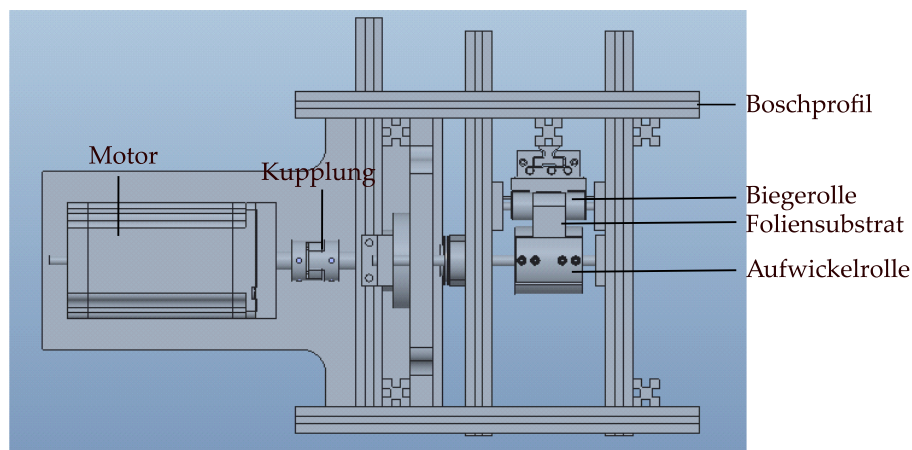 Boschprofil
Motor
Kupplung
Biegerolle
Foliensubstrat
Aufwickelrolle